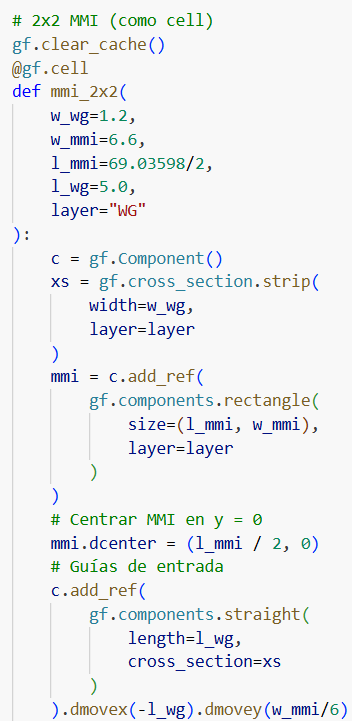 # 2x2 MMI (como cell)
gf.clear_cache()
@gf.cell
def mmi_2x2(
    w_wg=1.2,
    w_mmi=6.6,
    l_mmi=69.03598/2,
    l_wg=5.0,
    layer="WG"
):
    c = gf.Component()
    xs = gf.cross_section.strip(
        width=w_wg,
        layer=layer
    )
    mmi = c.add_ref(
        gf.components.rectangle(
            size=(l_mmi, w_mmi),
            layer=layer
        )
    )
    # Centrar MMI en y = 0
    mmi.dcenter = (l_mmi / 2, 0)
    # Guías de entrada
    c.add_ref(
        gf.components.straight(
            length=l_wg,
            cross_section=xs
        )
    ).dmovex(-l_wg).dmovey(w_mmi/6)